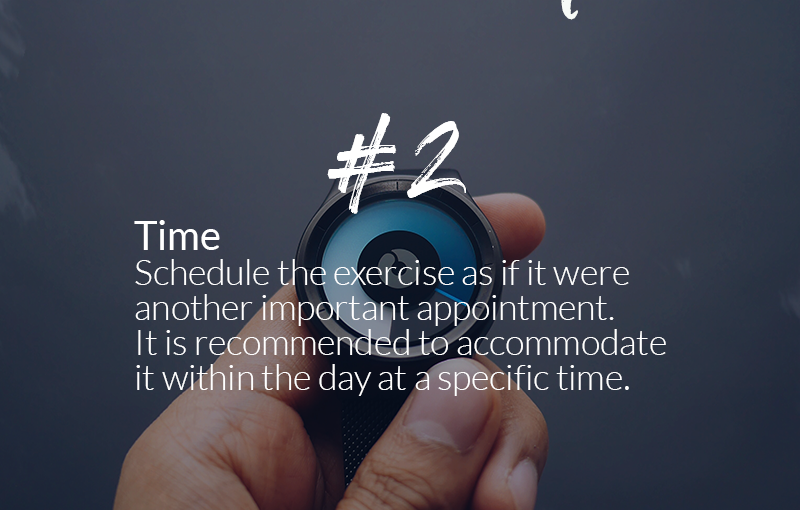 #2
Time
Schedule the exercise as if it were
another important appointment.
It is recommended to accommodate
it within the day at a specific time.